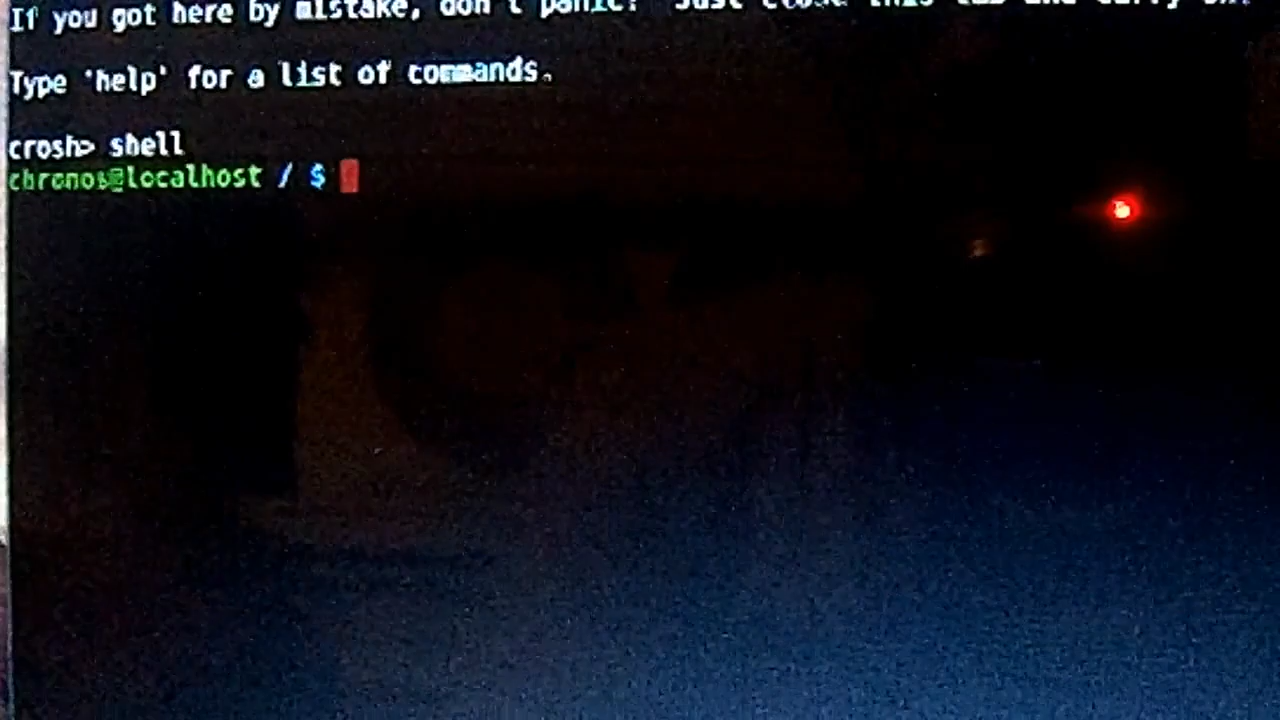 If you got here by mistake, don't panic! Just close this tab and carry on.
Type 'help' for a list of commands.
crosh> shell
chronos@localhost / $